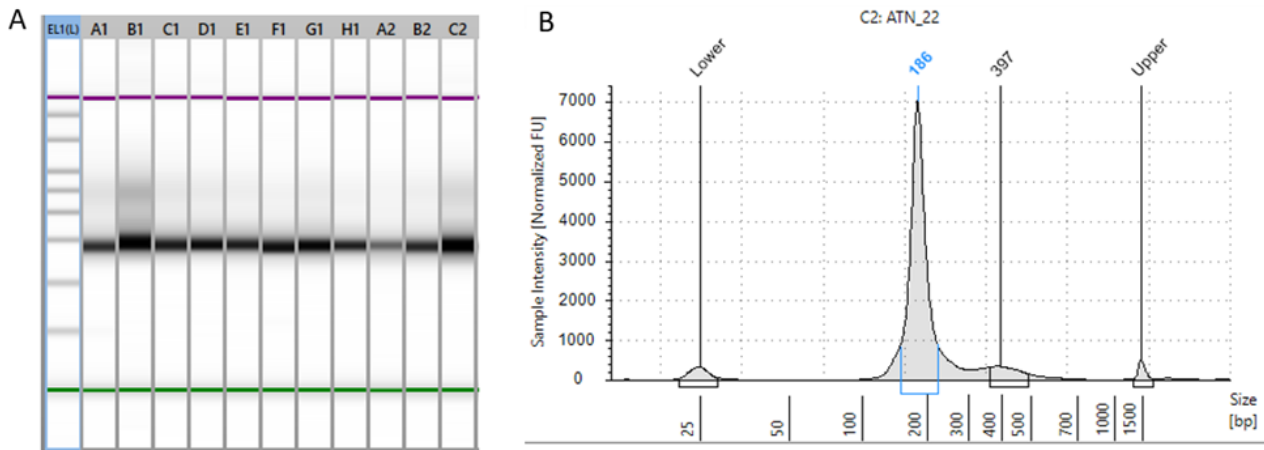 A
EL1(L) A1 B1 C1 D1 E1 F1 G1 H1 A2 B2 C2
B
C2: ATN_22
Lower 186 397 Upper
Sample Intensity [Normalized FU]
7000
6000
5000
4000
3000
2000
1000
0
25 50 100 200 300 400 500 700 1000 1500
Size
[bp]